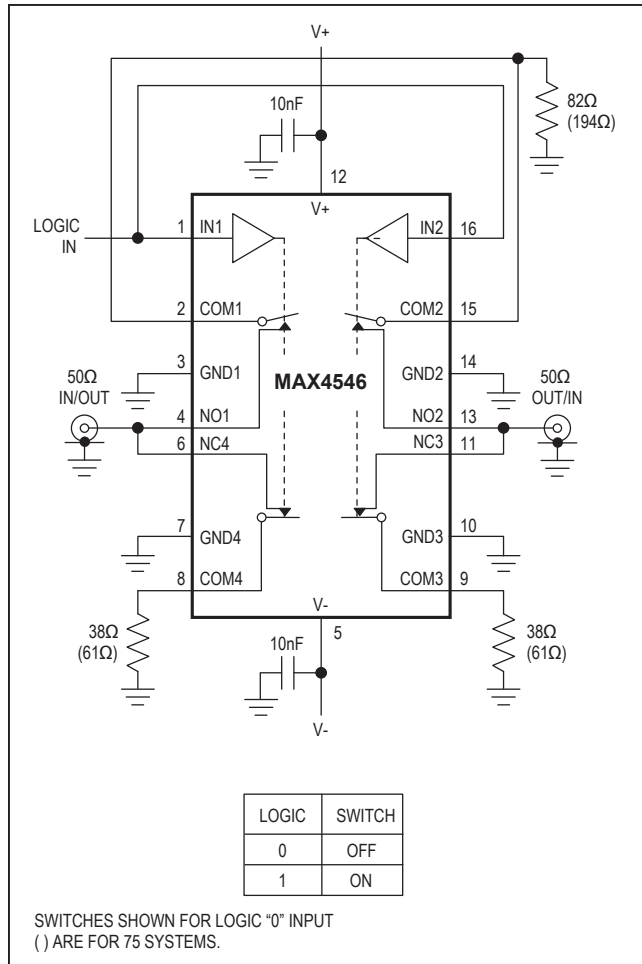 V+
10nF
82Ω
(194Ω)
12
V+
LOGIC
IN
1 IN1
IN2 16
2 COM1
COM2 15
3 GND1
MAX4546
GND2 14
50Ω
IN/OUT
50Ω
OUT/IN
4 NO1
NO2 13
6 NC4
NC3 11
7 GND4
GND3 10
8 COM4
COM3 9
V-
5
38Ω
(61Ω)
10nF
38Ω
(61Ω)
V-
LOGIC SWITCH
0 OFF
1 ON
SWITCHES SHOWN FOR LOGIC “0” INPUT
( ) ARE FOR 75 SYSTEMS.